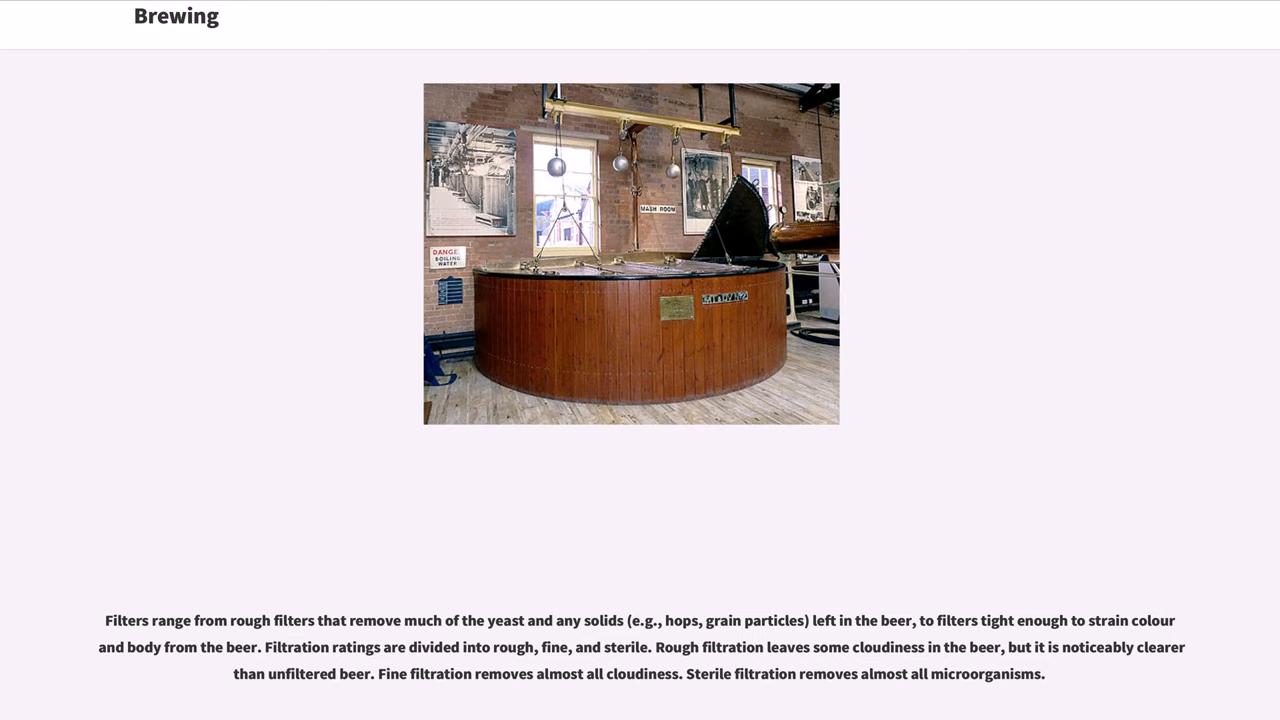 Brewing
MASH ROOM
DANGER
BOILING
WATER
Filters range from rough filters that remove much of the yeast and any solids (e.g., hops, grain particles) left in the beer, to filters tight enough to strain colour
and body from the beer. Filtration ratings are divided into rough, fine, and sterile. Rough filtration leaves some cloudiness in the beer, but it is noticeably clearer
than unfiltered beer. Fine filtration removes almost all cloudiness. Sterile filtration removes almost all microorganisms.